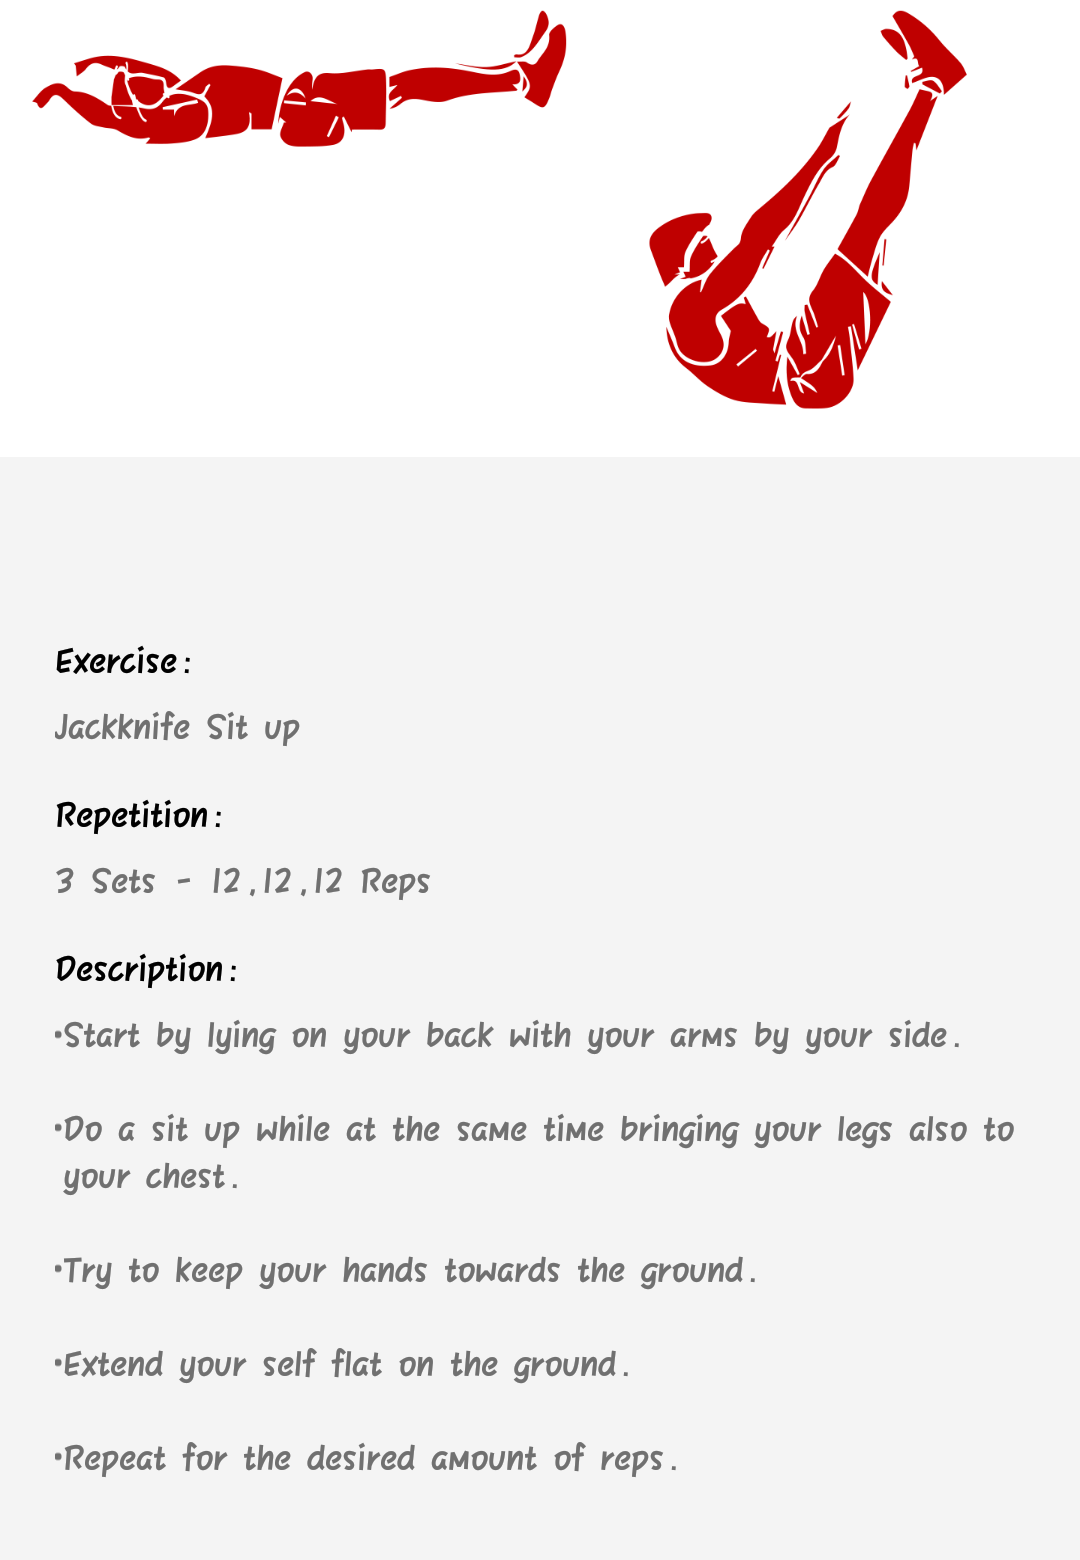 Exercise:
Jackknife Sit up
Repetition:
3 Sets - 12,12,12 Reps
Description:
•Start by lying on your back with your arms by your side.
•Do a sit up while at the same time bringing your legs also to
your chest.
•Try to keep your hands towards the ground.
•Extend your self flat on the ground.
•Repeat for the desired amount of reps.